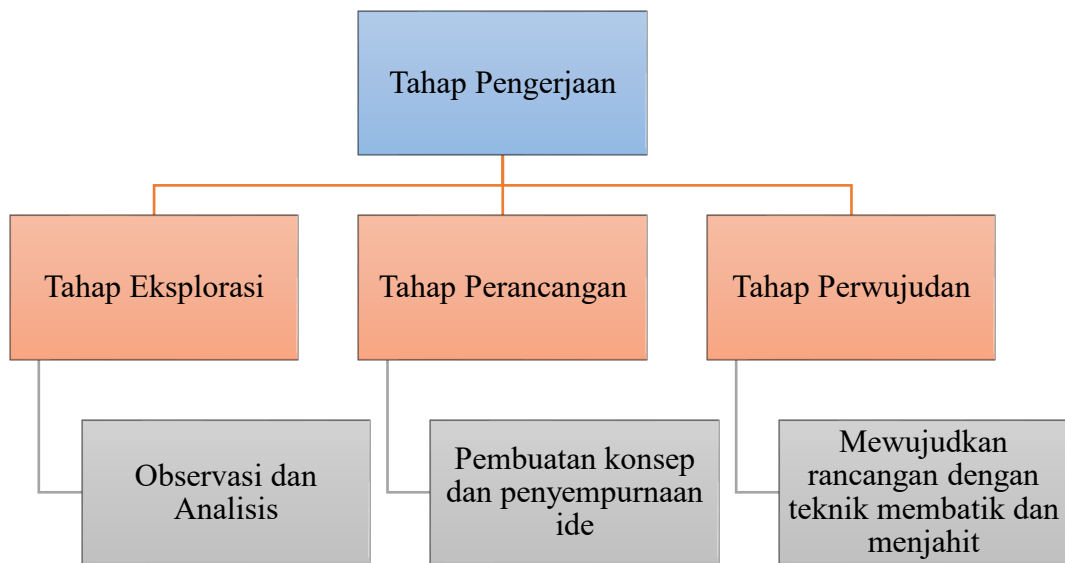 Tahap Pengerjaan
Tahap Eksplorasi
Tahap Perancangan
Tahap Perwujudan
Observasi dan
Analisis
Pembuatan konsep
dan penyempurnaan
ide
Mewujudkan
rancangan dengan
teknik membatik dan
menjahit